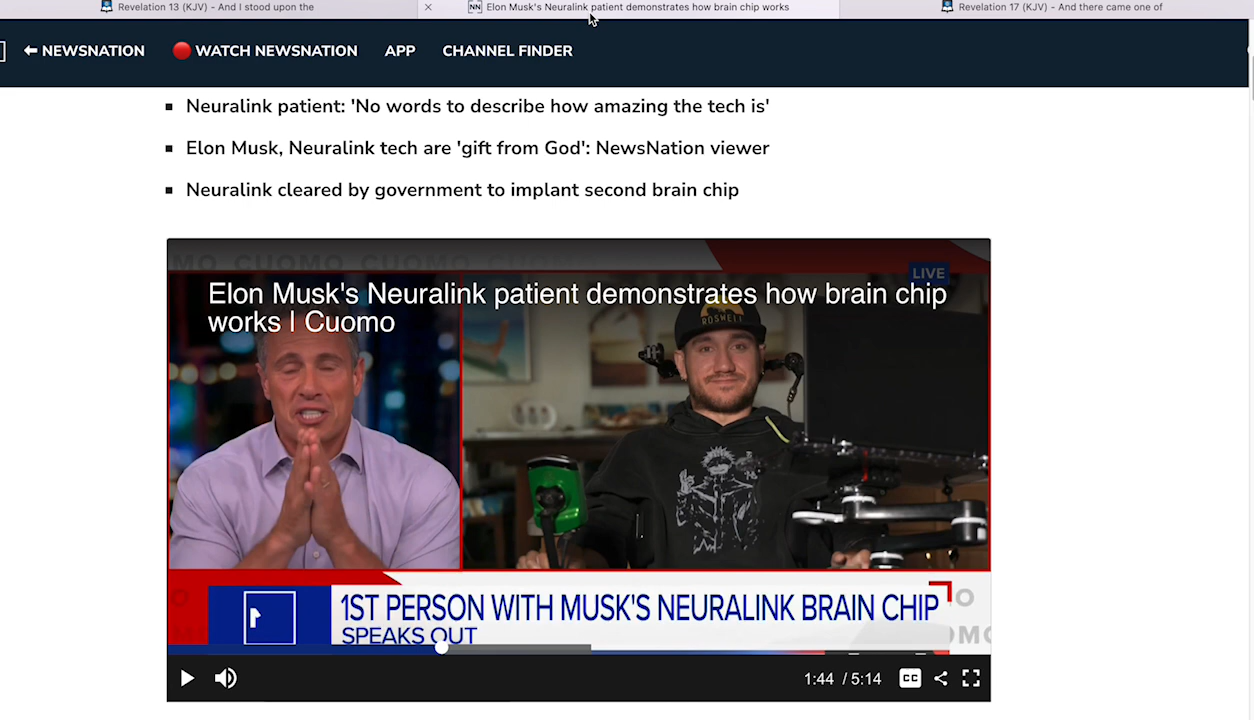 Revelation 13 (KJV) - And I stood upon the
Elon Musk's Neuralink patient demonstrates how brain chip works
Revelation 17 (KJV) - And there came one of
NEWSNATION
WATCH NEWSNATION
APP
CHANNEL FINDER
Neuralink patient: 'No words to describe how amazing the tech is'
Elon Musk, Neuralink tech are 'gift from God': NewsNation viewer
Neuralink cleared by government to implant second brain chip
MO CUOMO CUOMO CUOMO
LIVE
Elon Musk's Neuralink patient demonstrates how brain chip
works | Cuomo
ROSWELL
1ST PERSON WITH MUSK'S NEURALINK BRAIN CHIP
SPEAKS OUT
1:44 / 5:14
CC